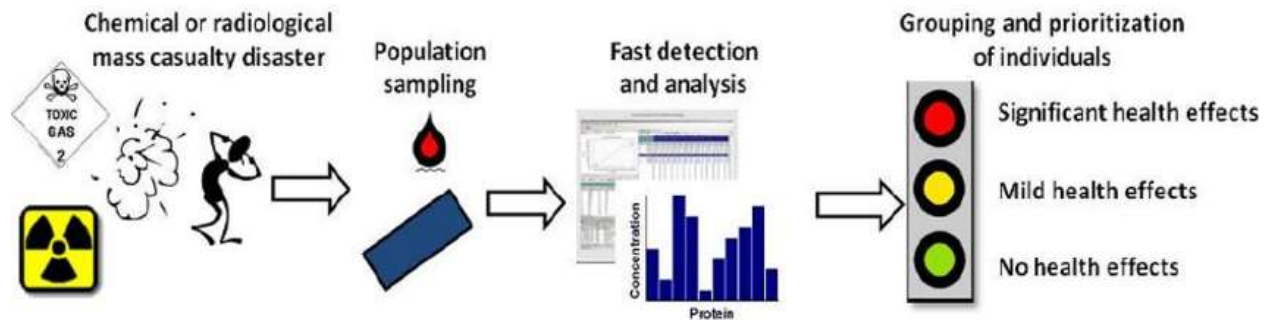 Chemical or radiological
mass casualty disaster
TOXIC
GAS
2
Population
sampling
Fast detection
and analysis
Concentration
Protein
Grouping and prioritization
of individuals
Significant health effects
Mild health effects
No health effects